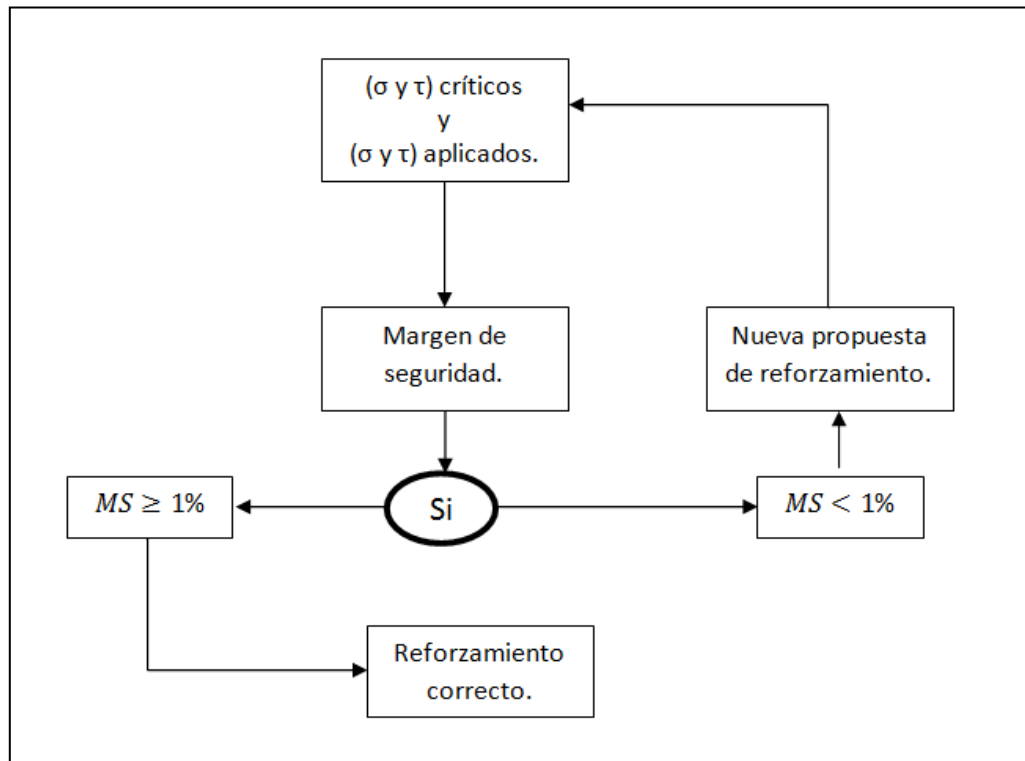 (σ y τ) críticos
y
(σ y τ) aplicados.
Margen de
seguridad.
Nueva propuesta
de reforzamiento.
MS ≥ 1%
Si
MS < 1%
Reforzamiento
correcto.